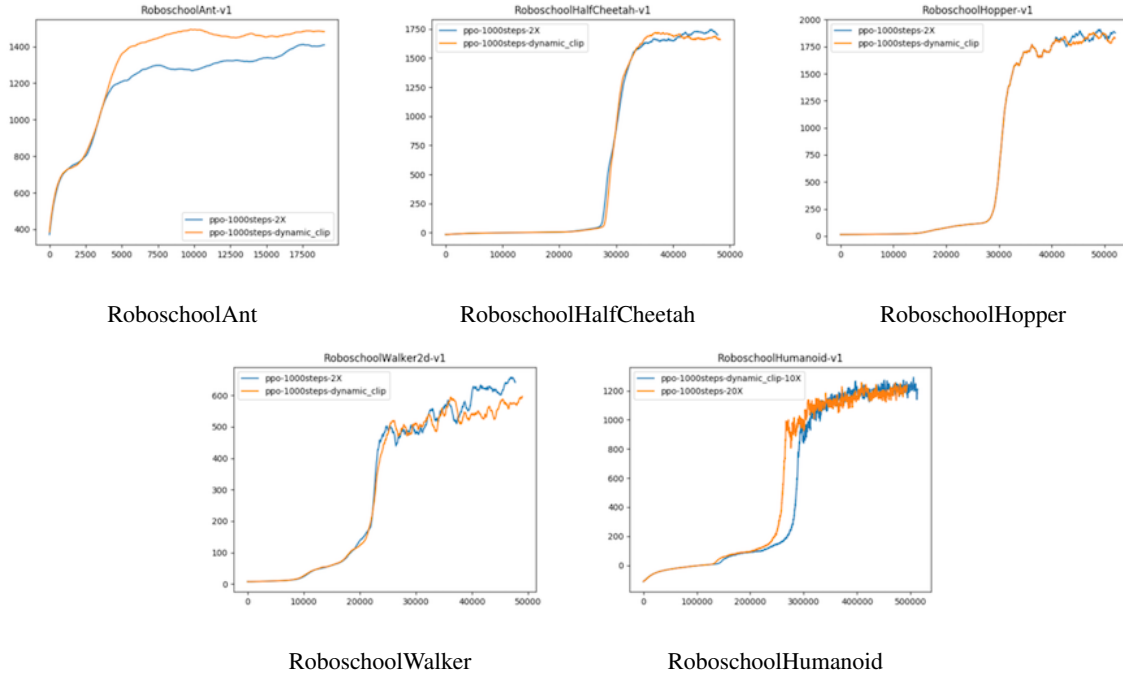 RoboschoolAnt-v1
1400
1200
1000
800
600
400
0 2500 5000 7500 10000 12500 15000 17500
ppo-1000steps-2X
ppo-1000steps-dynamic_clip
RoboschoolHalfCheetah-v1
1750
1500
1250
1000
750
500
250
0
0 10000 20000 30000 40000 50000
ppo-1000steps-2X
ppo-1000steps-dynamic_clip
RoboschoolHopper-v1
2000
1750
1500
1250
1000
750
500
250
0
0 10000 20000 30000 40000 50000
ppo-1000steps-2X
ppo-1000steps-dynamic_clip
RoboschoolAnt
RoboschoolHalfCheetah
RoboschoolHopper
RoboschoolWalker2d-v1
600
500
400
300
200
100
0
0 10000 20000 30000 40000 50000
ppo-1000steps-2X
ppo-1000steps-dynamic_clip
RoboschoolHumanoid-v1
1200
1000
800
600
400
200
0
0 100000 200000 300000 400000 500000
ppo-1000steps-dynamic_clip-10X
ppo-1000steps-20X
RoboschoolWalker
RoboschoolHumanoid